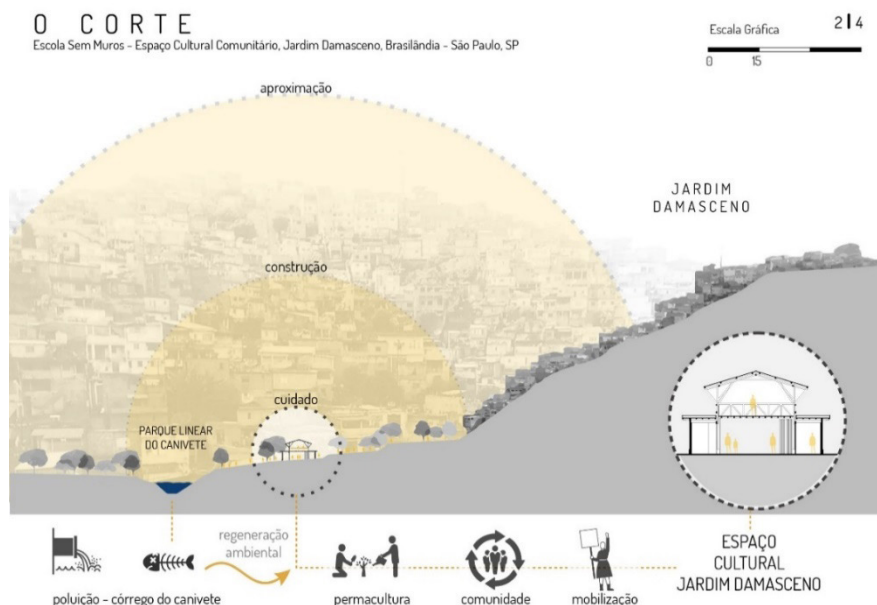 O CORTE
Escola Sem Muros - Espaço Cultural Comunitário, Jardim Damasceno, Brasilândia - São Paulo, SP
Escala Gráfica
2|4
0 15
aproximação
JARDIM
DAMASCENO
construção
cuidado
PARQUE LINEAR
DO CANIVETE
regeneração
ambiental
poluição - córrego do canivete
permacultura
comunidade
mobilização
ESPAÇO
CULTURAL
JARDIM DAMASCENO